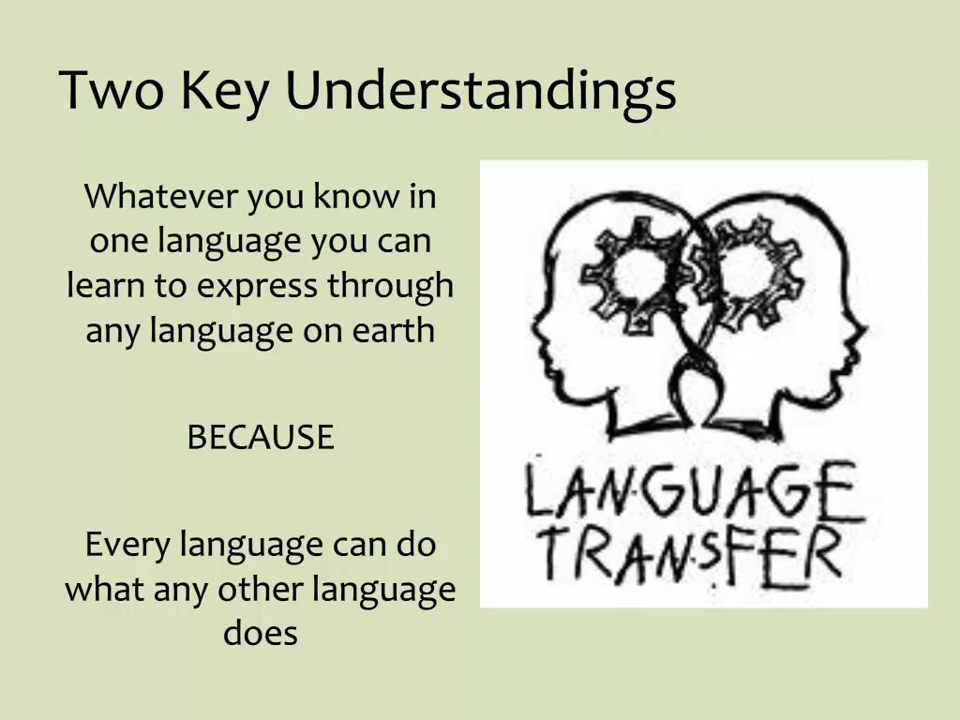 Two Key Understandings
Whatever you know in
one language you can
learn to express through
any language on earth
BECAUSE
Every language can do
what any other language
does
LANGUAGE
TRANSFER